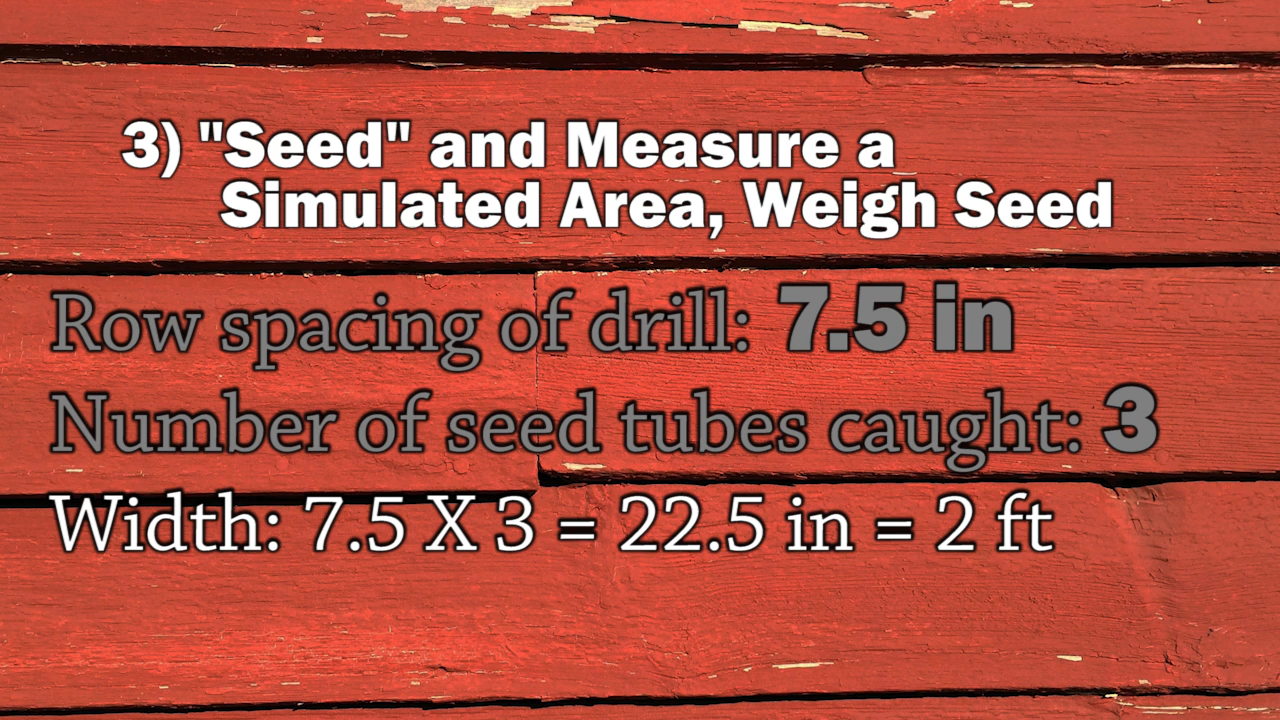 3) "Seed" and Measure a
Simulated Area, Weigh Seed
Row spacing of drill: 7.5 in
Number of seed tubes caught: 3
Width: 7.5 X 3 = 22.5 in = 2 ft